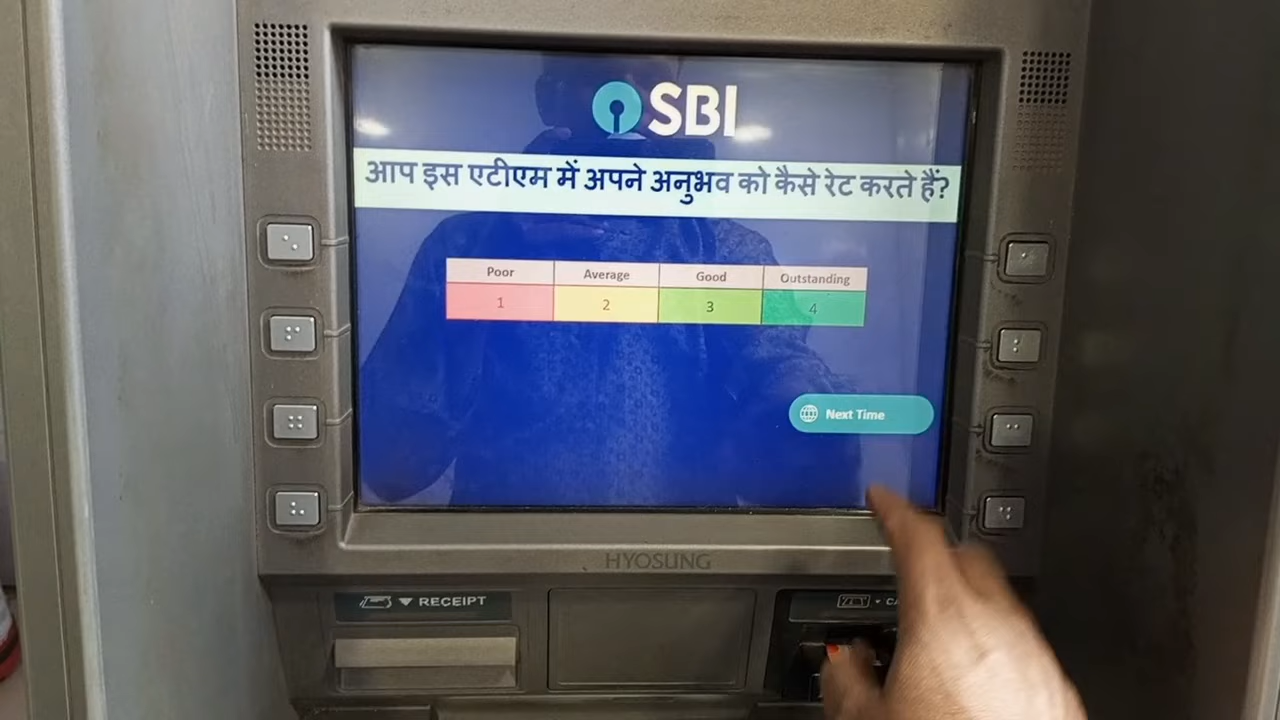 SBI
आप इस एटीएम में अपने अनुभव को कैसे रेट करते हैं?
Poor Average Good Outstanding
1 2 3 4
Next Time
HYOSUNG
RECEIPT